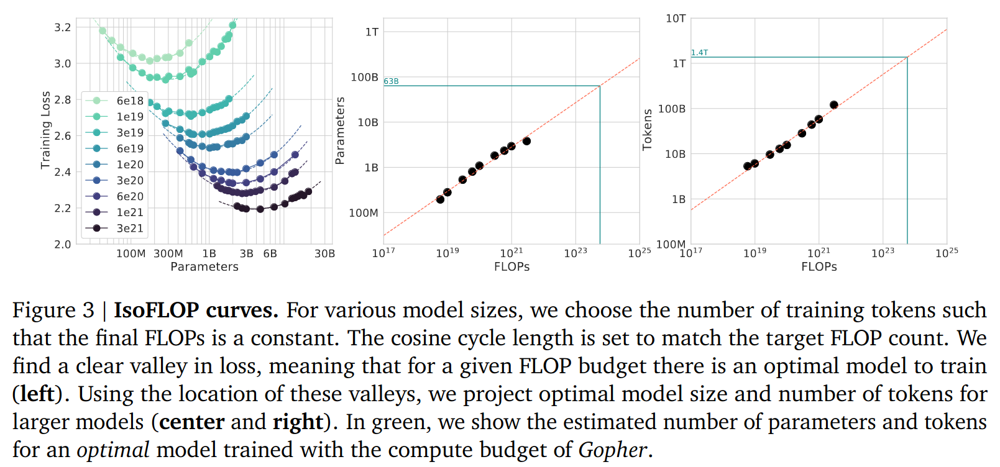 3.2
3.0
2.8
2.6
2.4
2.2
2.0
Training Loss
6e18
1e19
3e19
6e19
1e20
3e20
6e20
1e21
3e21
100M 300M 1B 3B 6B 30B
Parameters
1T
100B
10B
1B
100M
Parameters
63B
10^17 10^19 10^21 10^23 10^25
FLOPs
10T
1T
100B
10B
1B
100M
Tokens
1.4T
10^17 10^19 10^21 10^23 10^25
FLOPs
Figure 3 | IsoFLOP curves. For various model sizes, we choose the number of training tokens such
that the final FLOPs is a constant. The cosine cycle length is set to match the target FLOP count. We
find a clear valley in loss, meaning that for a given FLOP budget there is an optimal model to train
(left). Using the location of these valleys, we project optimal model size and number of tokens for
larger models (center and right). In green, we show the estimated number of parameters and tokens
for an optimal model trained with the compute budget of Gopher.